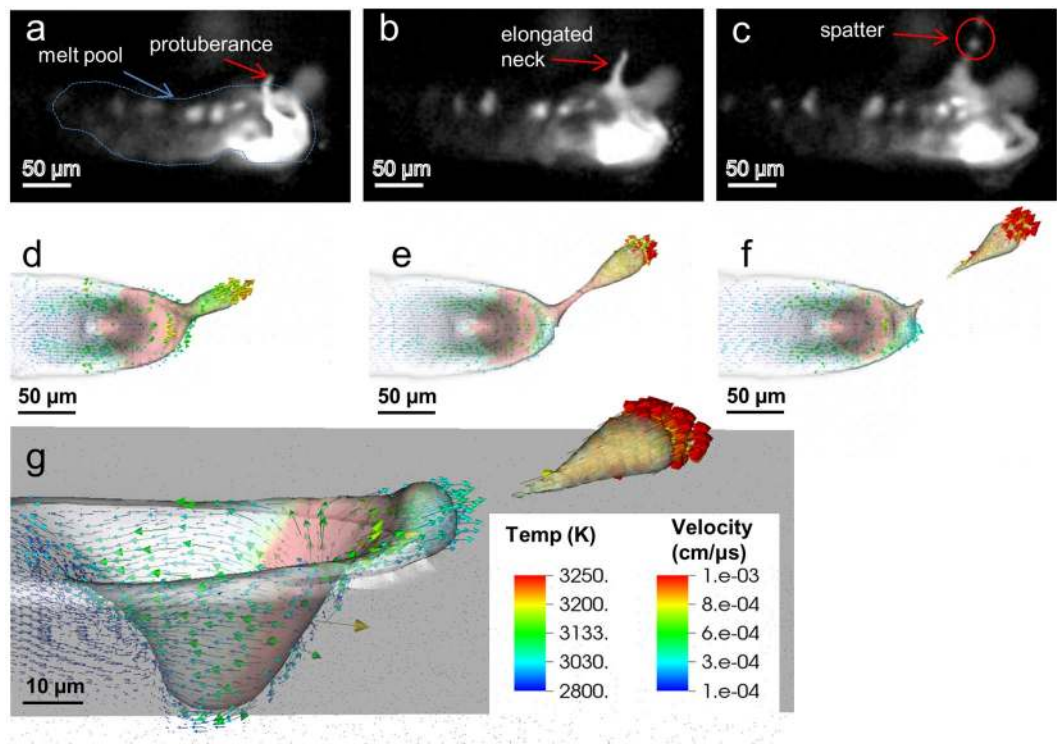 a
melt pool
protuberance
50 µm
b
elongated
neck
50 µm
c
spatter
50 µm
d
50 µm
e
50 µm
f
50 µm
g
10 µm
Temp (K)
3250.
3200.
3133.
3030.
2800.
Velocity
(cm/µs)
1.e-03
8.e-04
6.e-04
3.e-04
1.e-04